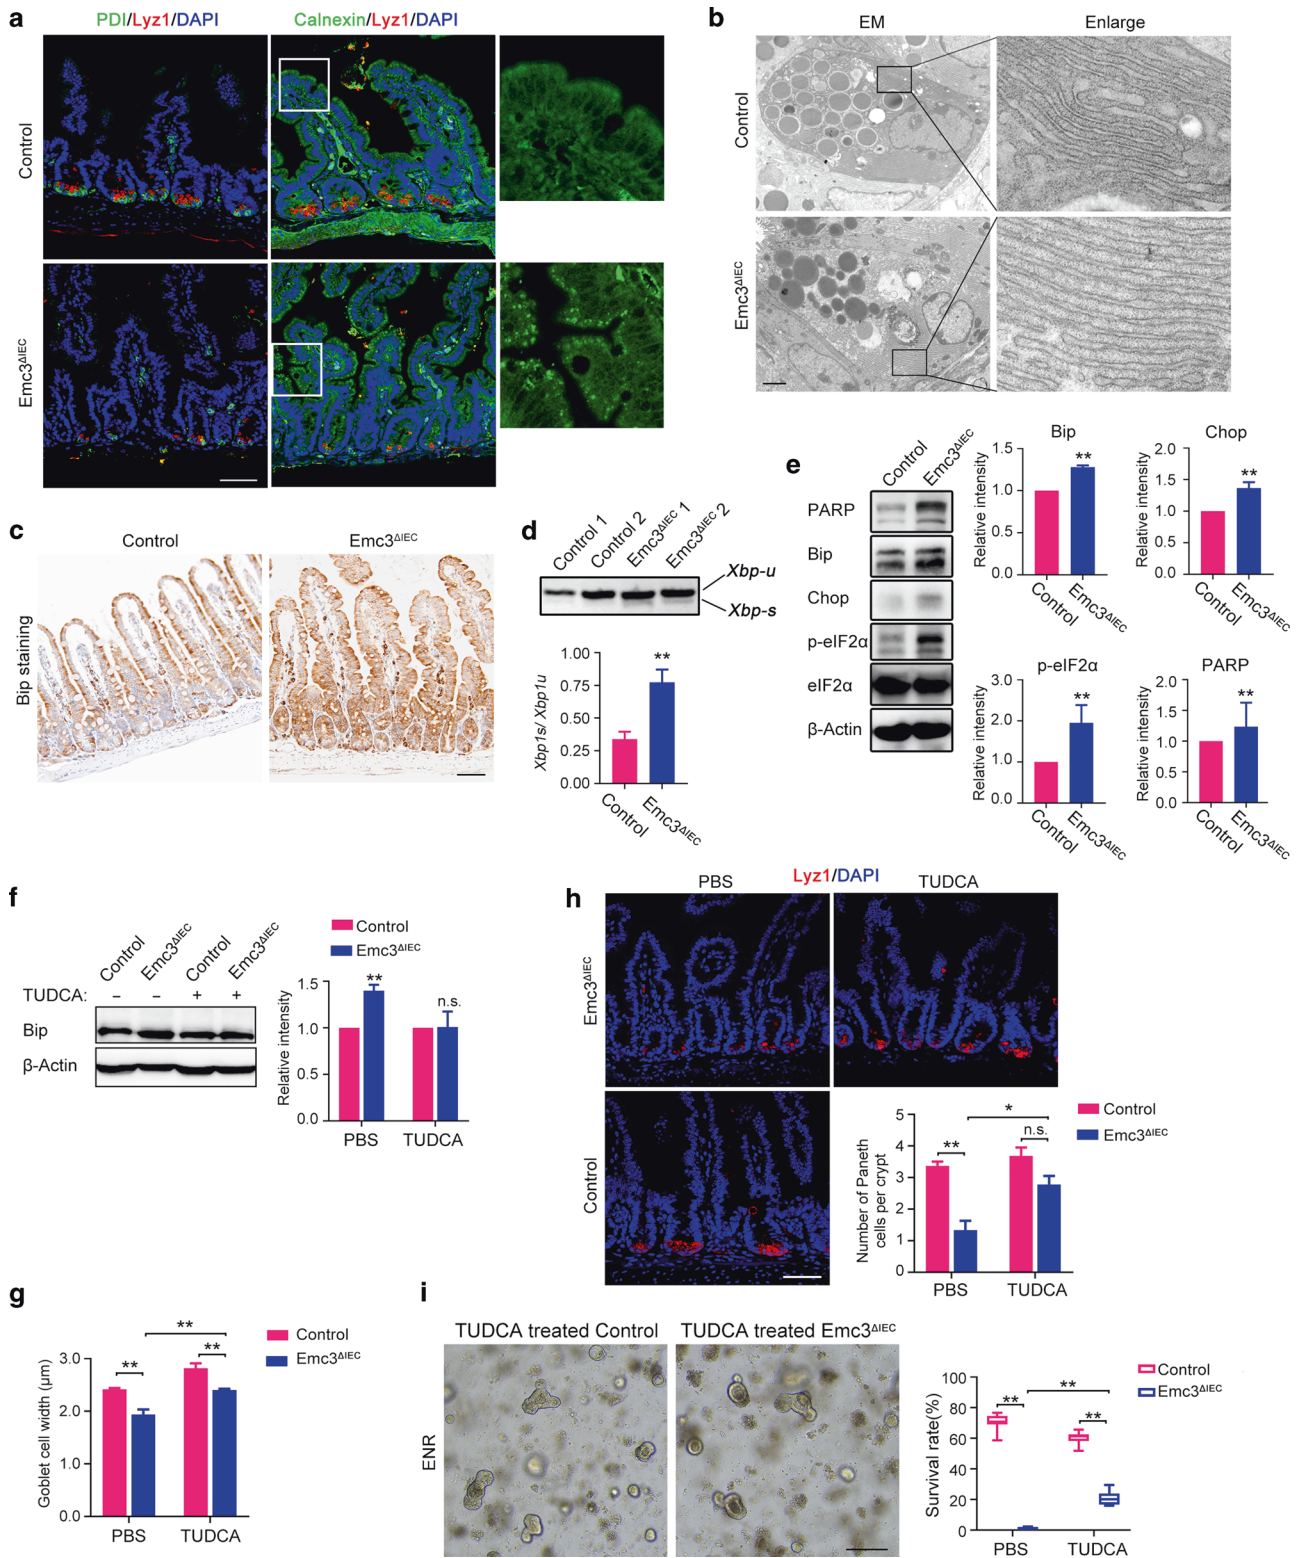 a
PDI/Lyz1/DAPI
Calnexin/Lyz1/DAPI
Control
Emc3ΔIEC
b
EM
Enlarge
Control
Emc3ΔIEC
c
Control
Emc3ΔIEC
Bip staining
d
Control 1
Control 2
Emc3ΔIEC 1
Emc3ΔIEC 2
Xbp-u
Xbp-s
Xbp1s/ Xbp1u
1.00
0.75
0.50
0.25
0.00
**
Control
Emc3ΔIEC
e
Control
Emc3ΔIEC
PARP
Bip
Chop
p-eIF2α
eIF2α
β-Actin
Bip
Relative intensity
1.5
1.0
0.5
0.0
**
Control
Emc3ΔIEC
Chop
Relative intensity
2.0
1.5
1.0
0.5
0.0
**
Control
Emc3ΔIEC
p-eIF2α
Relative intensity
3.0
2.0
1.0
0.0
**
Control
Emc3ΔIEC
PARP
Relative intensity
2.0
1.5
1.0
0.5
0.0
**
Control
Emc3ΔIEC
f
Control
Emc3ΔIEC
Control
Emc3ΔIEC
TUDCA: – – + +
Bip
β-Actin
Control
Emc3ΔIEC
Relative intensity
1.5
1.0
0.5
0.0
**
n.s.
PBS
TUDCA
h
Lyz1/DAPI
PBS
TUDCA
Emc3ΔIEC
Control
Number of Paneth
cells per crypt
5
4
3
2
1
0
**
*
n.s.
PBS
TUDCA
Control
Emc3ΔIEC
g
Goblet cell width (µm)
3.0
2.0
1.0
0.0
**
**
**
PBS
TUDCA
Control
Emc3ΔIEC
i
TUDCA treated Control
TUDCA treated Emc3ΔIEC
ENR
Survival rate(%)
100
80
60
40
20
0
**
**
**
PBS
TUDCA
Control
Emc3ΔIEC